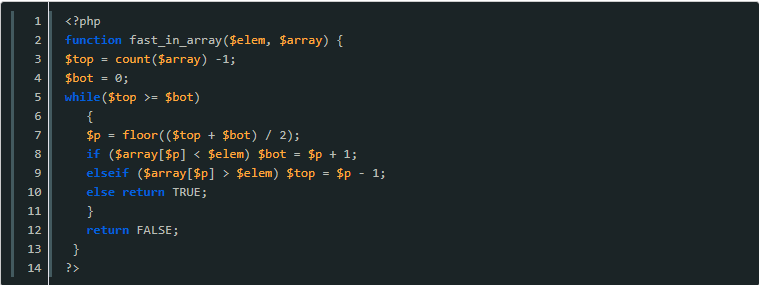 1 <?php
2 function fast_in_array($elem, $array) {
3 $top = count($array) -1;
4 $bot = 0;
5 while($top >= $bot)
6 {
7 $p = floor(($top + $bot) / 2);
8 if ($array[$p] < $elem) $bot = $p + 1;
9 elseif ($array[$p] > $elem) $top = $p - 1;
10 else return TRUE;
11 }
12 return FALSE;
13 }
14 ?>